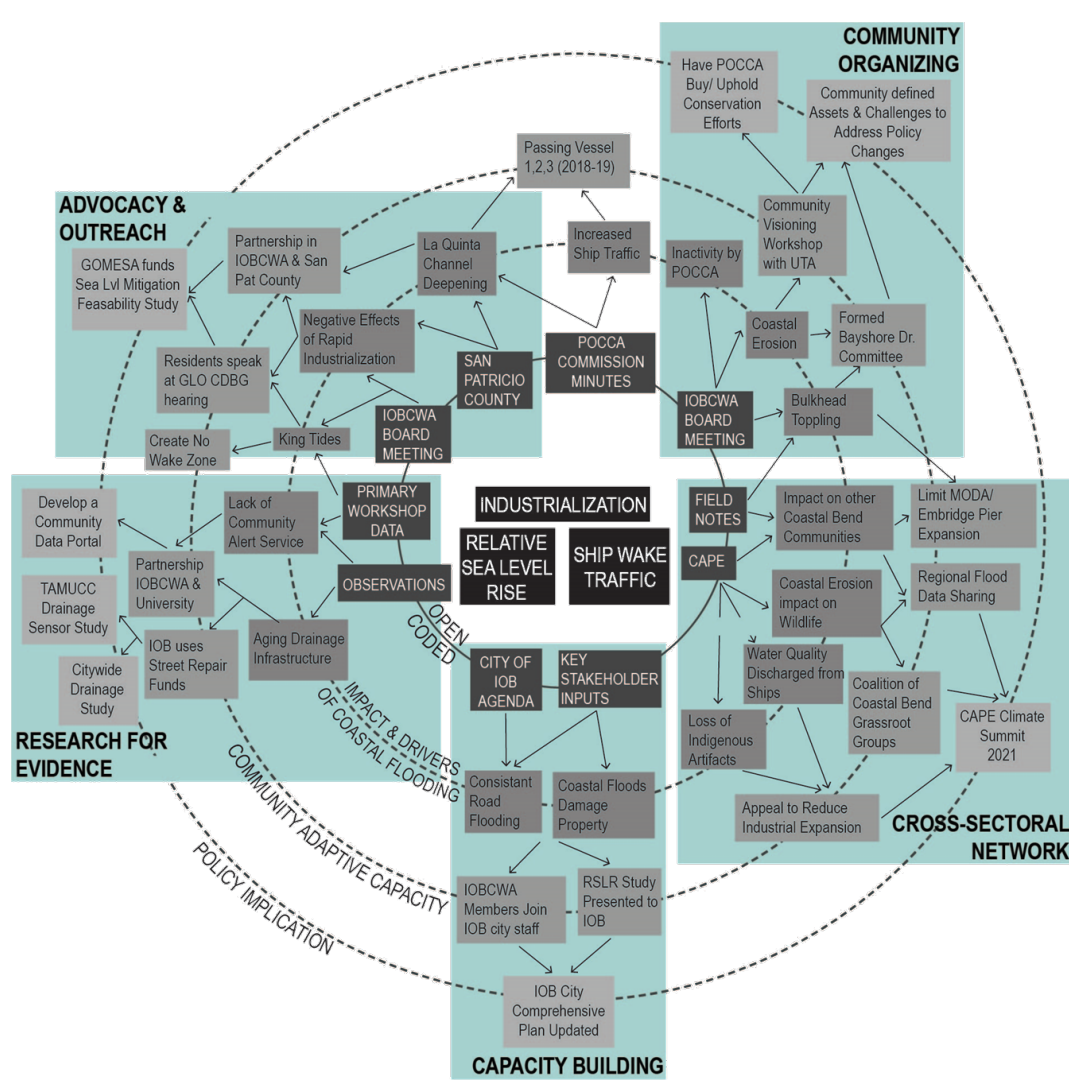 COMMUNITY
ORGANIZING
Have POCCA
Buy/ Uphold
Conservation
Efforts
Community defined
Assets & Challenges to
Address Policy
Changes
Passing Vessel
1,2,3 (2018-19)
ADVOCACY &
OUTREACH
GOMESA funds
Sea Lvl Mitigation
Feasability Study
Partnership in
IOBCWA & San
Pat County
La Quinta
Channel
Deepening
Increased
Ship Traffic
Inactivity by
POCCA
Community
Visioning
Workshop
with UTA
Negative Effects
of Rapid
Industrialization
Coastal
Erosion
Formed
Bayshore Dr.
Committee
Residents speak
at GLO CDBG
hearing
SAN
PATRICIO
COUNTY
POCCA
COMMISSION
MINUTES
IOBCWA
BOARD
MEETING
IOBCWA
BOARD
MEETING
Bulkhead
Toppling
Create No
Wake Zone
King Tides
Develop a
Community
Data Portal
Lack of
Community
Alert Service
PRIMARY
WORKSHOP
DATA
INDUSTRIALIZATION
RELATIVE
SEA LEVEL
RISE
SHIP WAKE
TRAFFIC
FIELD
NOTES
Impact on other
Coastal Bend
Communities
Limit MODA/
Embridge Pier
Expansion
Partnership
IOBCWA &
University
OBSERVATIONS
CAPE
Coastal Erosion
impact on
Wildlife
Regional Flood
Data Sharing
TAMUCC
Drainage
Sensor Study
IOB uses
Street Repair
Funds
Aging Drainage
Infrastructure
Citywide
Drainage
Study
RESEARCH FOR
EVIDENCE
OPEN
CODED
IMPACT & DRIVERS
OF COASTAL FLOODING
COMMUNITY ADAPTIVE CAPACITY
POLICY IMPLICATION
CITY OF
IOB
AGENDA
KEY
STAKEHOLDER
INPUTS
Water Quality
Discharged from
Ships
Loss of
Indigenous
Artifacts
Coalition of
Coastal Bend
Grassroot
Groups
CAPE Climate
Summit
2021
Consistant
Road
Flooding
Coastal Floods
Damage
Property
Appeal to Reduce
Industrial Expansion
CROSS-SECTORAL
NETWORK
IOBCWA
Members Join
IOB city staff
RSLR Study
Presented to
IOB
IOB City
Comprehensive
Plan Updated
CAPACITY BUILDING